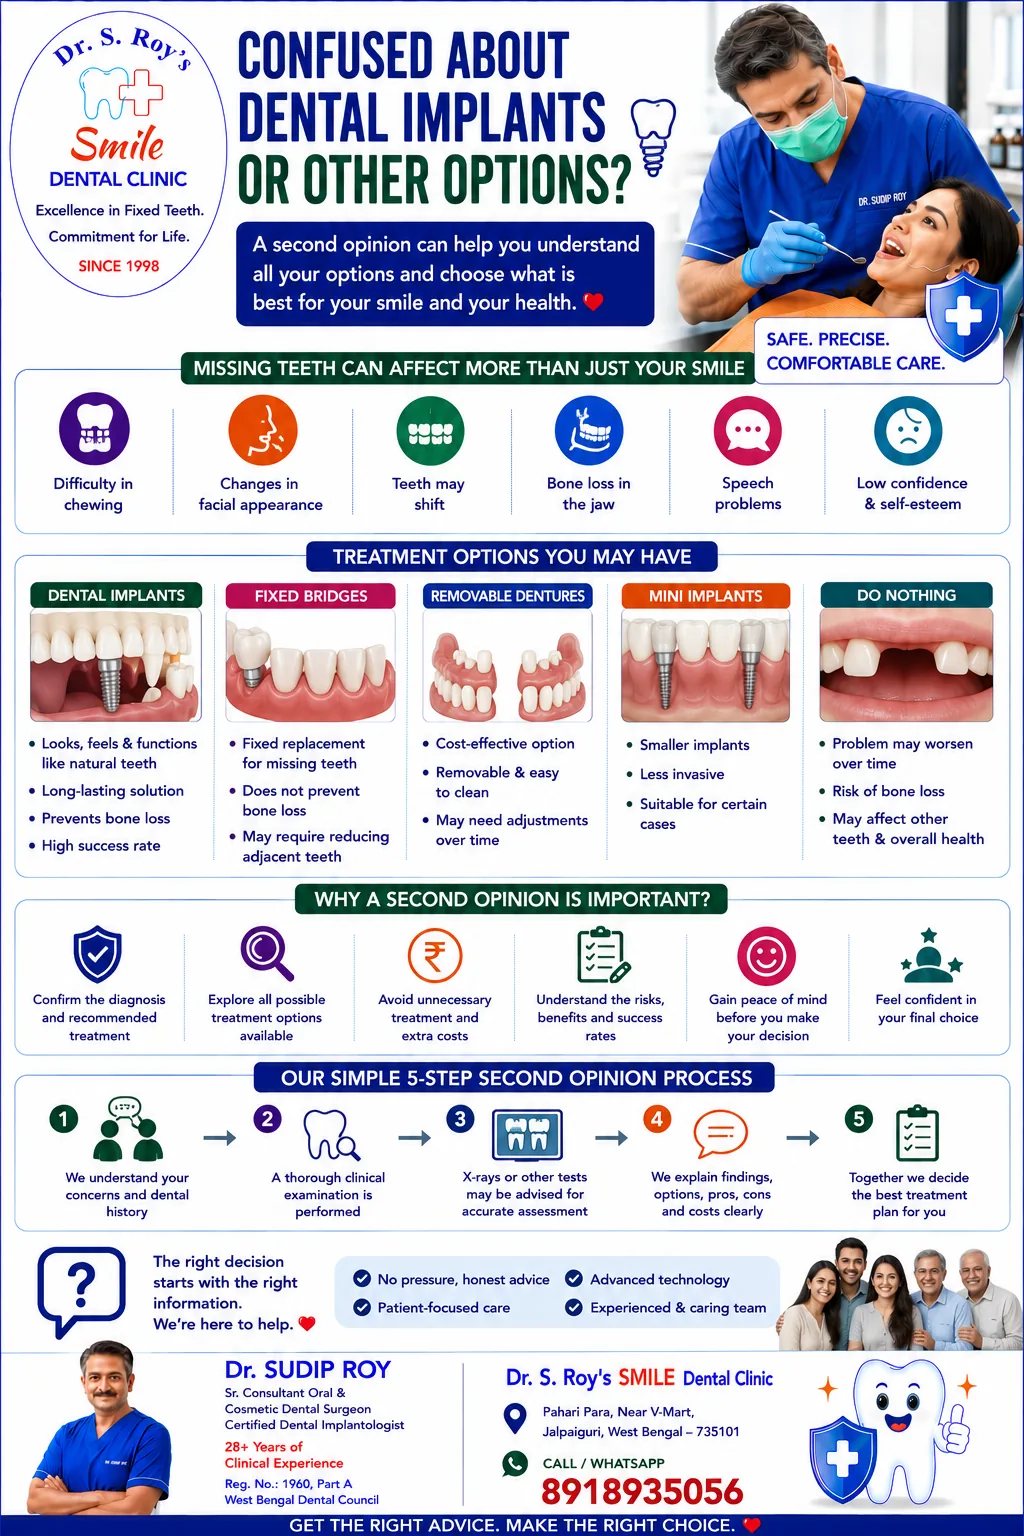 Dr. S. Roy's
Smile
DENTAL CLINIC
Excellence in Fixed Teeth.
Commitment for Life.
SINCE 1998
CONFUSED ABOUT
DENTAL IMPLANTS
OR OTHER OPTIONS?
A second opinion can help you understand
all your options and choose what is
best for your smile and your health. ❤️
DR. SUDIP ROY
SAFE. PRECISE.
COMFORTABLE CARE.
MISSING TEETH CAN AFFECT MORE THAN JUST YOUR SMILE
Difficulty in
chewing
Changes in
facial appearance
Teeth may
shift
Bone loss in
the jaw
Speech
problems
Low confidence
& self-esteem
TREATMENT OPTIONS YOU MAY HAVE
DENTAL IMPLANTS
• Looks, feels & functions
like natural teeth
• Long-lasting solution
• Prevents bone loss
• High success rate
FIXED BRIDGES
• Fixed replacement
for missing teeth
• Does not prevent
bone loss
• May require reducing
adjacent teeth
REMOVABLE DENTURES
• Cost-effective option
• Removable & easy
to clean
• May need adjustments
over time
MINI IMPLANTS
• Smaller implants
• Less invasive
• Suitable for certain
cases
DO NOTHING
• Problem may worsen
over time
• Risk of bone loss
• May affect other
teeth & overall health
WHY A SECOND OPINION IS IMPORTANT?
Confirm the diagnosis
and recommended
treatment
Explore all possible
treatment options
available
₹
Avoid unnecessary
treatment and
extra costs
Understand the risks,
benefits and success
rates
Gain peace of mind
before you make
your decision
Feel confident in
your final choice
OUR SIMPLE 5-STEP SECOND OPINION PROCESS
1
We understand your
concerns and dental
history
2
A thorough clinical
examination is
performed
3
X-rays or other tests
may be advised for
accurate assessment
4
We explain findings,
options, pros, cons
and costs clearly
5
Together we decide
the best treatment
plan for you
?
The right decision
starts with the right
information.
We're here to help. ❤️
No pressure, honest advice
Patient-focused care
Advanced technology
Experienced & caring team
Dr. SUDIP ROY
Sr. Consultant Oral &
Cosmetic Dental Surgeon
Certified Dental Implantologist
28+ Years of
Clinical Experience
Reg. No.: 1960, Part A
West Bengal Dental Council
Dr. S. Roy's SMILE Dental Clinic
Pahari Para, Near V-Mart,
Jalpaiguri, West Bengal – 735101
CALL / WHATSAPP
8918935056
GET THE RIGHT ADVICE. MAKE THE RIGHT CHOICE. ❤️